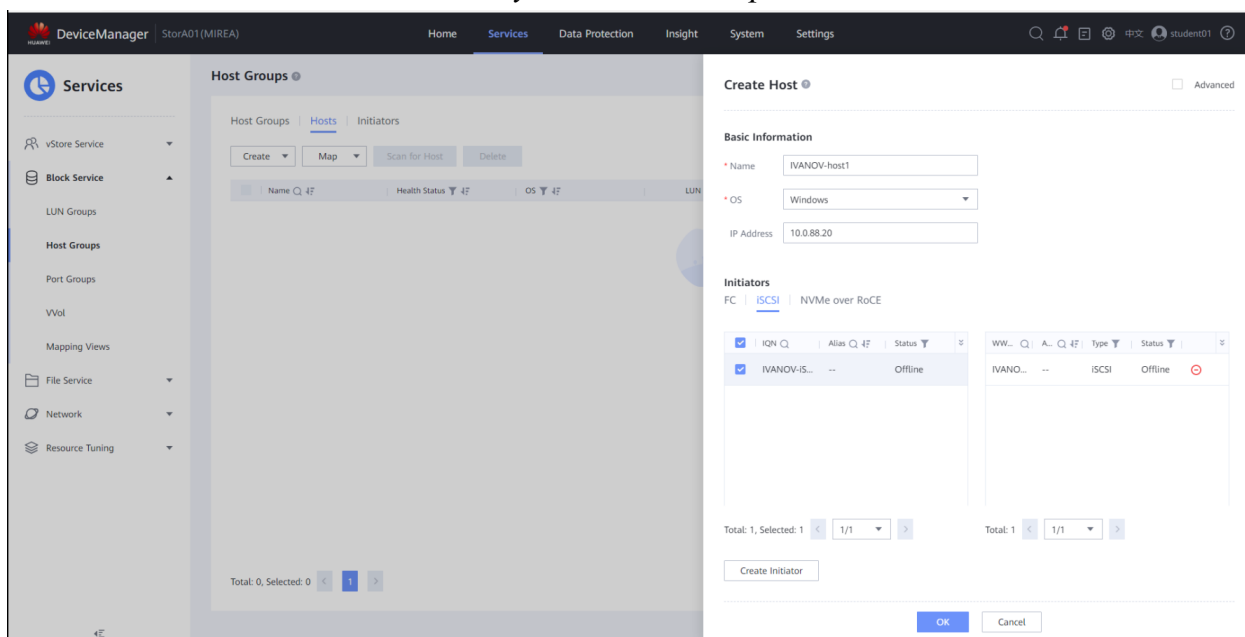 HUAWEI DeviceManager StorA01(MIREA) Home Services Data Protection Insight System Settings 中文 student01
Services
vStore Service
Block Service
LUN Groups
Host Groups
Port Groups
VVol
Mapping Views
File Service
Network
Resource Tuning
Host Groups
Host Groups Hosts Initiators
Create Map Scan for Host Delete
Name Health Status OS LUN
Total: 0, Selected: 0 1
Create Host Advanced
Basic Information
* Name IVANOV-host1
* OS Windows
IP Address 10.0.88.20
Initiators
FC iSCSI NVMe over RoCE
IQN Alias Status
IVANOV-iS... -- Offline
Total: 1, Selected: 1 1/1
WW... A... Type Status
IVANO... -- iSCSI Offline
Total: 1 1/1
Create Initiator
OK Cancel